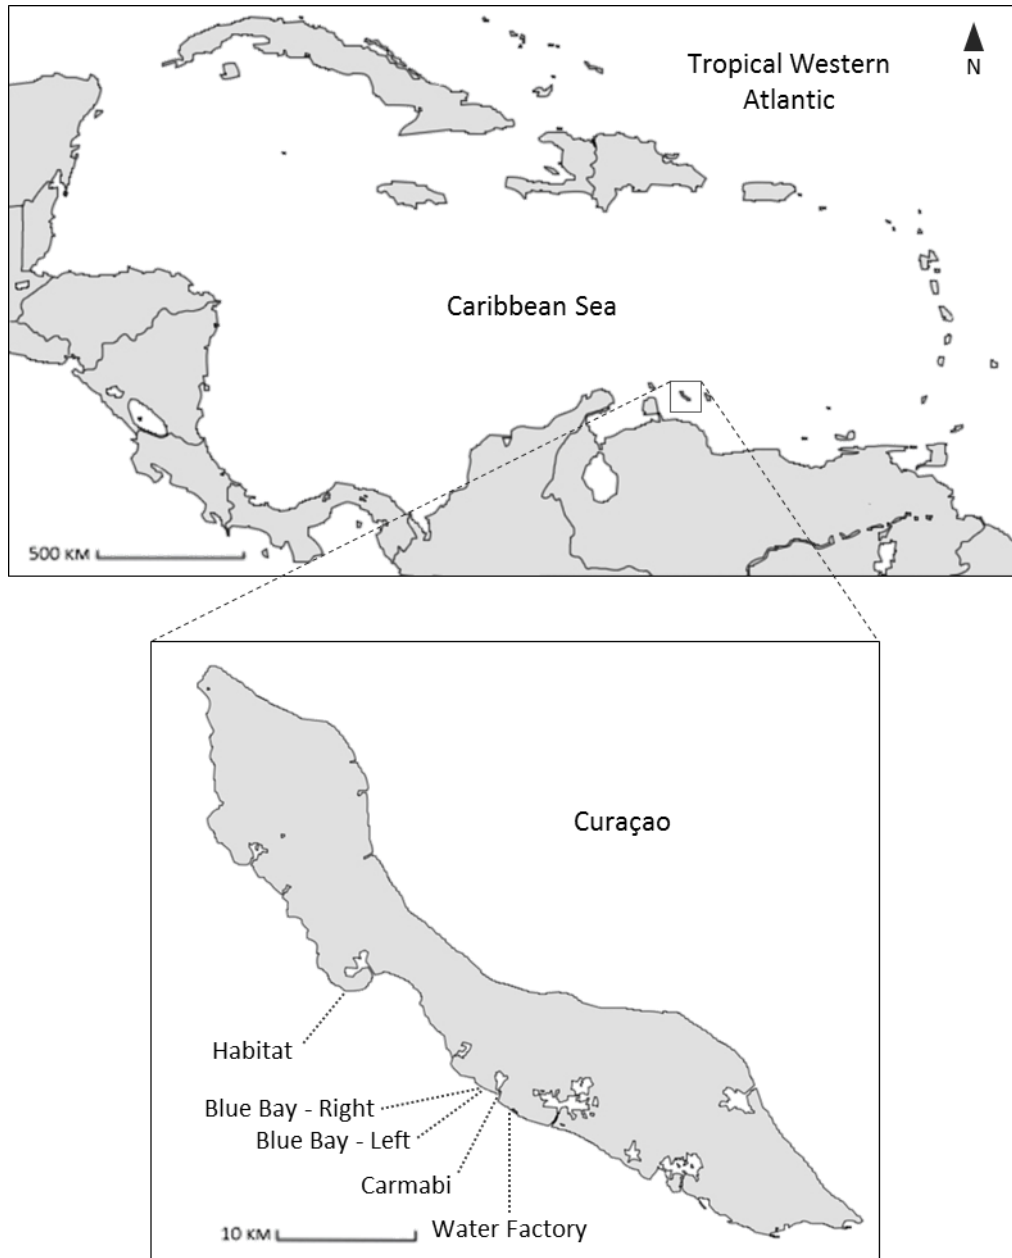 Tropical Western
Atlantic
N
Caribbean Sea
500 KM
Curaçao
Habitat
Blue Bay - Right
Blue Bay - Left
Carmabi
Water Factory
10 KM